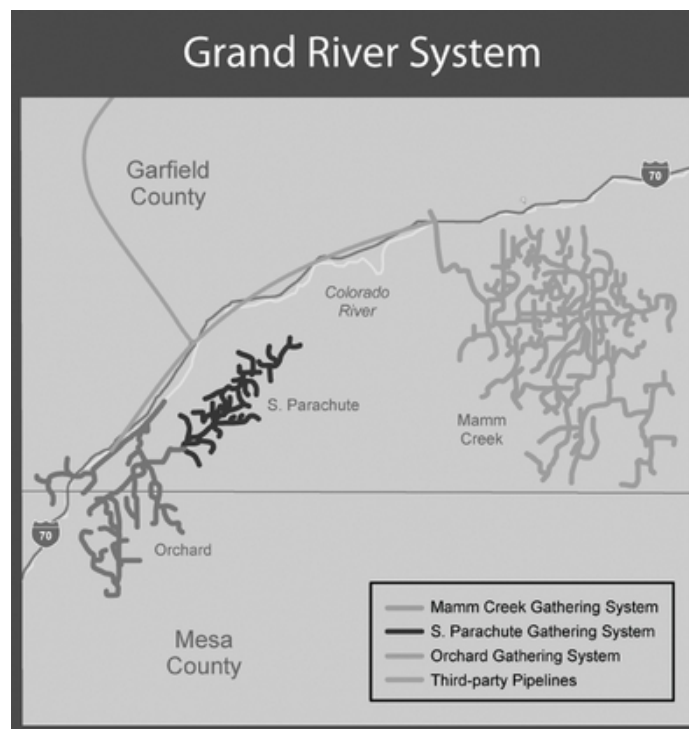 Grand River System
Garfield
County
70
Colorado
River
S. Parachute
Mamm
Creek
70
Orchard
Mesa
County
Mamm Creek Gathering System
S. Parachute Gathering System
Orchard Gathering System
Third-party Pipelines